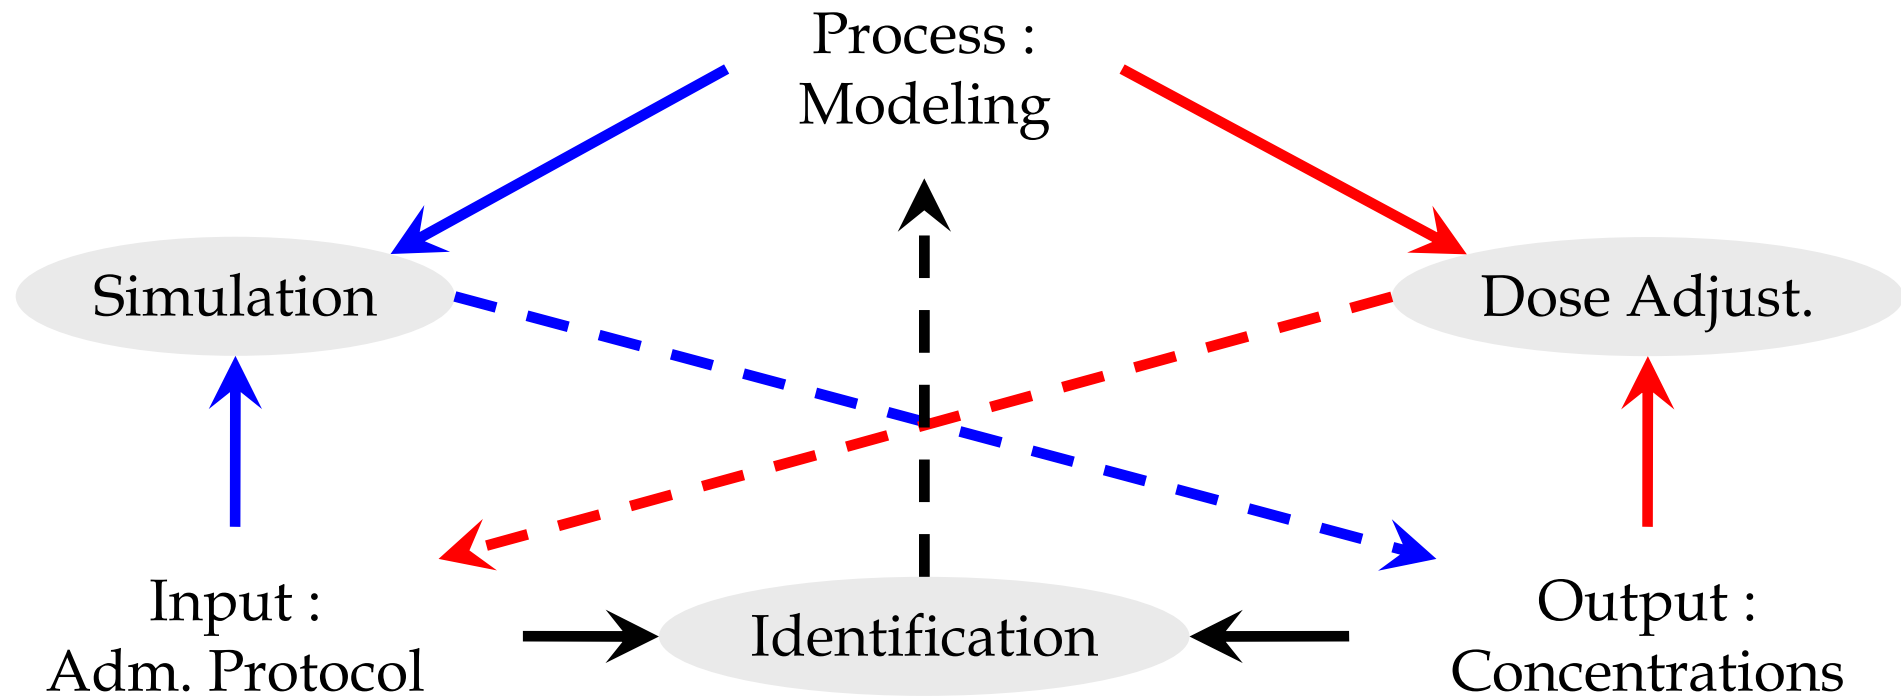 Process :
Modeling
Simulation
Dose Adjust.
Input :
Adm. Protocol
Identification
Output :
Concentrations